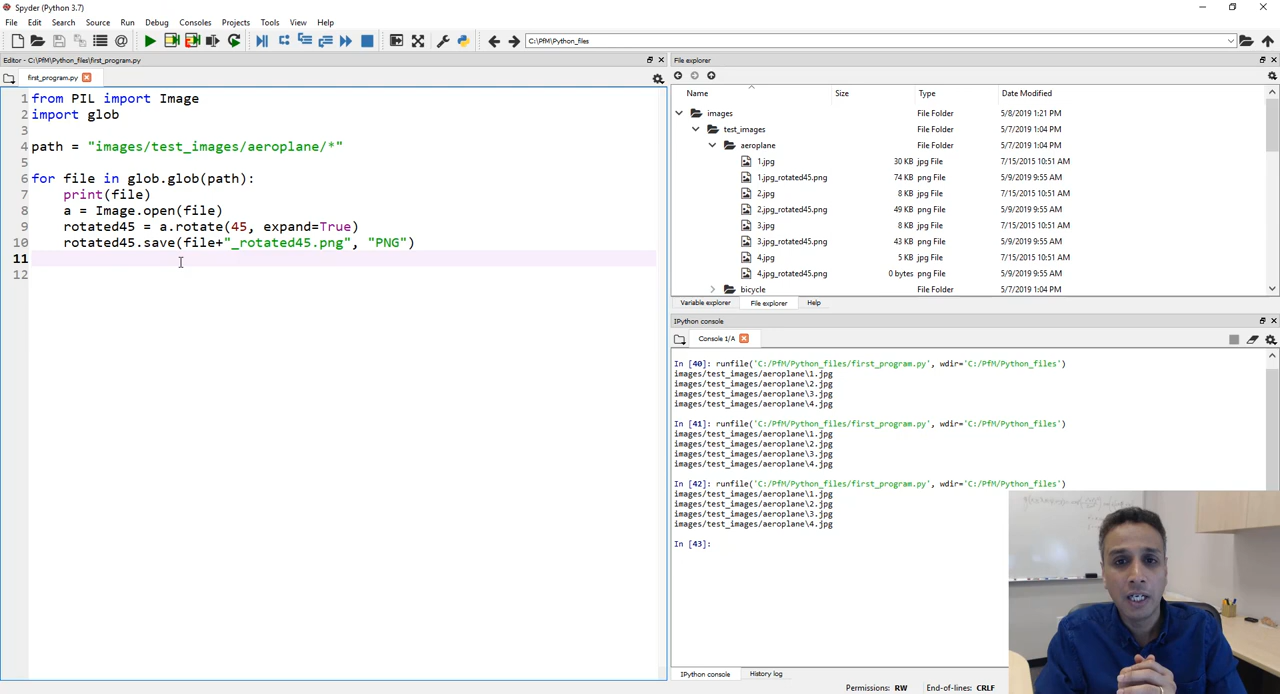 Spyder (Python 3.7)
File Edit Search Source Run Debug Consoles Projects Tools View Help
C:\PfM\Python_files
Editor - C:\PfM\Python_files\first_program.py
first_program.py
1 from PIL import Image
2 import glob
3
4 path = "images/test_images/aeroplane/*"
5
6 for file in glob.glob(path):
7 print(file)
8 a = Image.open(file)
9 rotated45 = a.rotate(45, expand=True)
10 rotated45.save(file+"_rotated45.png", "PNG")
11
12
File explorer
Name Size Type Date Modified
images File Folder 5/8/2019 1:21 PM
test_images File Folder 5/7/2019 1:04 PM
aeroplane File Folder 5/7/2019 1:04 PM
1.jpg 30 KB jpg File 7/15/2015 10:51 AM
1.jpg_rotated45.png 74 KB png File 5/9/2019 9:55 AM
2.jpg 8 KB jpg File 7/15/2015 10:51 AM
2.jpg_rotated45.png 49 KB png File 5/9/2019 9:55 AM
3.jpg 8 KB jpg File 7/15/2015 10:51 AM
3.jpg_rotated45.png 43 KB png File 5/9/2019 9:55 AM
4.jpg 5 KB jpg File 7/15/2015 10:51 AM
4.jpg_rotated45.png 0 bytes png File 5/9/2019 9:55 AM
bicycle File Folder 5/7/2019 1:04 PM
Variable explorer File explorer Help
IPython console
Console 1/A
In [40]: runfile('C:/PfM/Python_files/first_program.py', wdir='C:/PfM/Python_files')
images/test_images/aeroplane\1.jpg
images/test_images/aeroplane\2.jpg
images/test_images/aeroplane\3.jpg
images/test_images/aeroplane\4.jpg
In [41]: runfile('C:/PfM/Python_files/first_program.py', wdir='C:/PfM/Python_files')
images/test_images/aeroplane\1.jpg
images/test_images/aeroplane\2.jpg
images/test_images/aeroplane\3.jpg
images/test_images/aeroplane\4.jpg
In [42]: runfile('C:/PfM/Python_files/first_program.py', wdir='C:/PfM/Python_files')
images/test_images/aeroplane\1.jpg
images/test_images/aeroplane\2.jpg
images/test_images/aeroplane\3.jpg
images/test_images/aeroplane\4.jpg
In [43]:
IPython console History log
Permissions: RW End-of-lines: CRLF